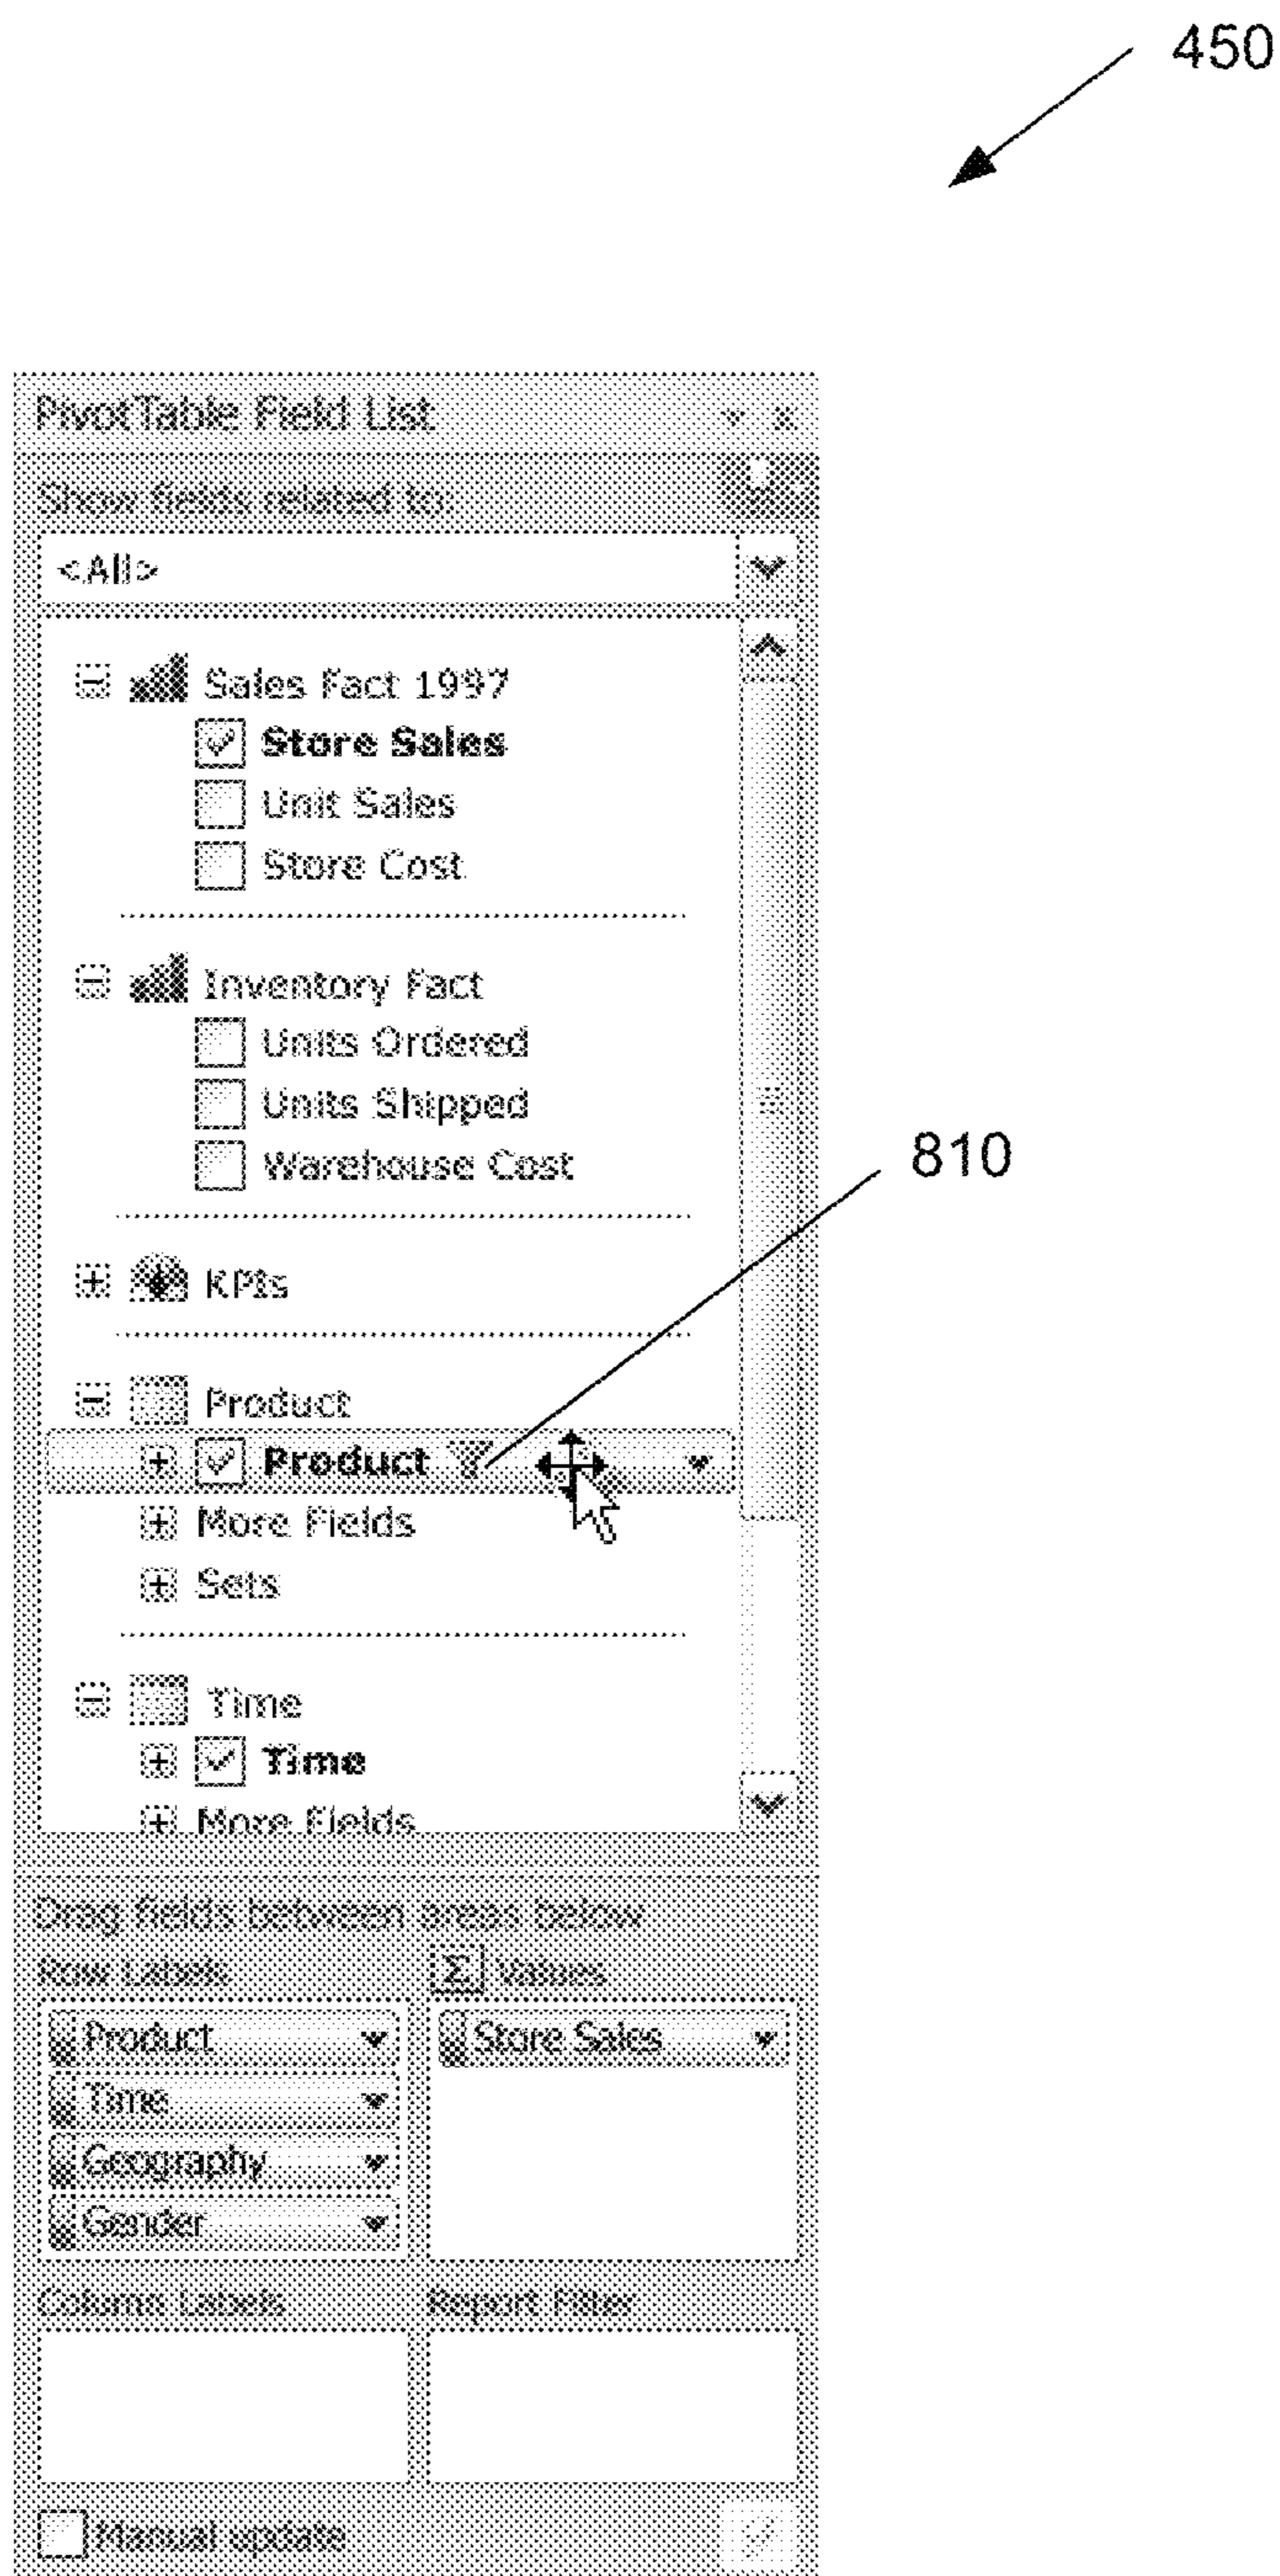 450
PivotTable Field List
Show fields related to:
<All>
Sales Fact 1997
Store Sales
Unit Sales
Store Cost
Inventory Fact
Units Ordered
Units Shipped
Warehouse Cost
810
KPIs
Product
Product
More Fields
Sets
Time
Time
More Fields
Drag fields between areas below
Row Labels
Σ Values
Product
Store Sales
Time
Geography
Gender
Column Labels
Report Filter
Manual update